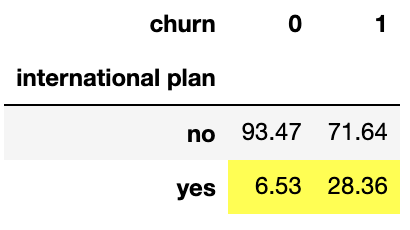 churn 0 1
international plan
no 93.47 71.64
yes 6.53 28.36